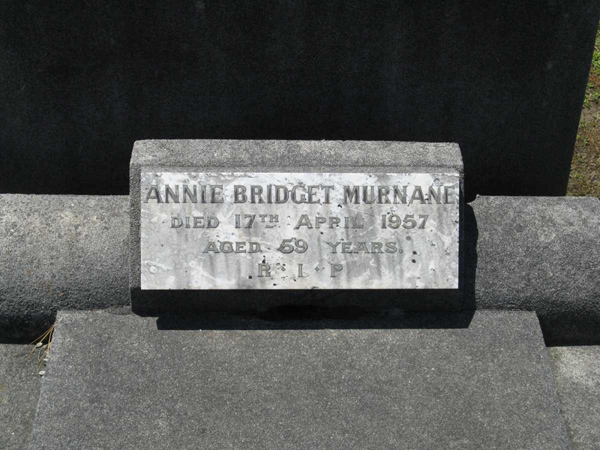 ANNIE BRIDGET MURNANE
DIED 17TH APRIL 1957
AGED 59 YEARS.
R · I · P